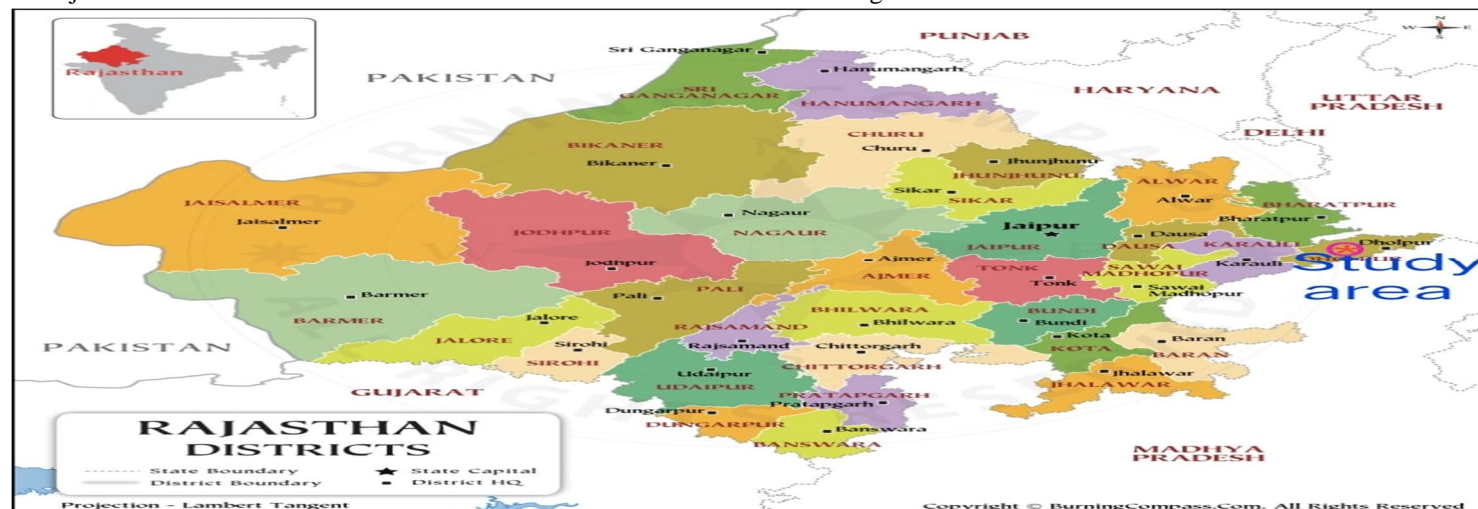 PUNJAB
Sri Ganganagar
PAKISTAN
Hanumangarh
SRI
GANGANAGAR
HANUMANGARH
HARYANA
UTTAR
PRADESH
DELHI
Rajasthan
N
W
E
S
CHURU
Churu
BIKANER
Bikaner
Jhunjhunu
JHUNJHUNU
Sikar
SIKAR
ALWAR
Alwar
JAISALMER
Jaisalmer
JODHPUR
Jodhpur
Nagaur
NAGAUR
Jaipur
JAIPUR
BHARATPUR
Bharatpur
Dausa
DAUSA
KARAULI
Karauli
Dholpur
Study
area
Ajmer
AJMER
TONK
Tonk
SAWAI
MADHOPUR
Sawai
Madhopur
Barmer
BARMER
Pali
PALI
Jalore
JALORE
Sirohi
SIROHI
RAJSAMAND
Rajsamand
BHILWARA
Bhilwara
BUNDI
Bundi
Kota
KOTA
Baran
BARAN
Chittorgarh
CHITTORGARH
Jhalawar
JHALAWAR
Udaipur
UDAIPUR
PAKISTAN
GUJARAT
PRATAPGARH
Pratapgarh
Dungarpur
DUNGARPUR
Banswara
BANSWARA
MADHYA
PRADESH
RAJASTHAN
DISTRICTS
State Boundary
State Capital
District Boundary
District HQ
Projection - Lambert Tangent
Copyright © BurningCompass.Com. All Rights Reserved